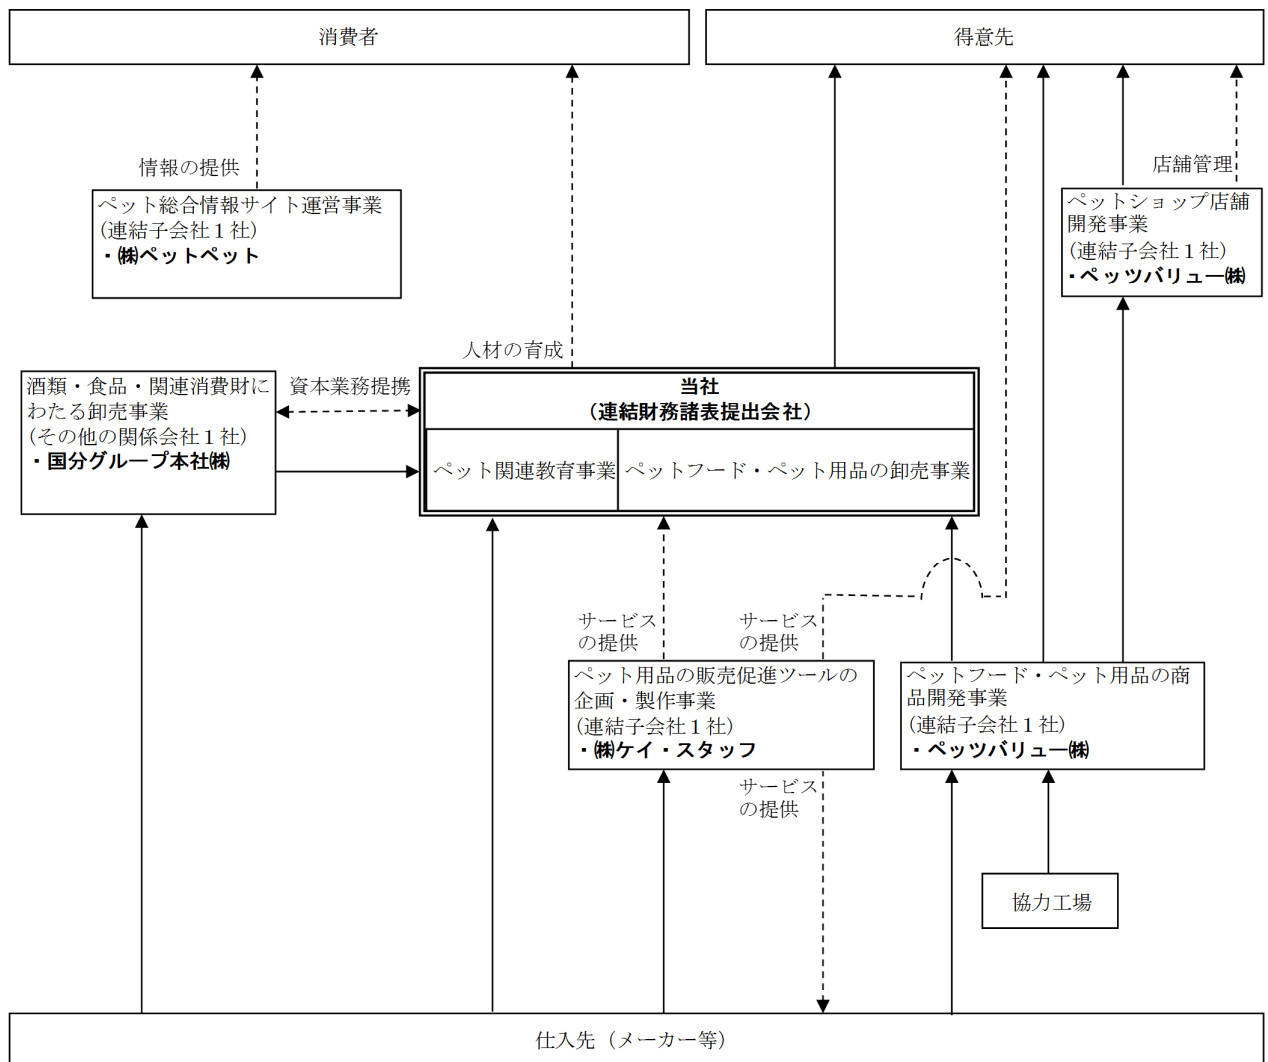 消費者
得意先
情報の提供
店舗管理
ペット総合情報サイト運営事業
(連結子会社１社)
・㈱ペットペット
ペットショップ店舗
開発事業
(連結子会社１社)
・ペッツバリュー㈱
人材の育成
酒類・食品・関連消費財に
わたる卸売事業
(その他の関係会社１社)
・国分グループ本社㈱
資本業務提携
当社
（連結財務諸表提出会社）
ペット関連教育事業
ペットフード・ペット用品の卸売事業
サービス
の提供
サービス
の提供
ペット用品の販売促進ツールの
企画・製作事業
(連結子会社１社)
・㈱ケイ・スタッフ
ペットフード・ペット用品の商
品開発事業
(連結子会社１社)
・ペッツバリュー㈱
サービス
の提供
協力工場
仕入先（メーカー等）